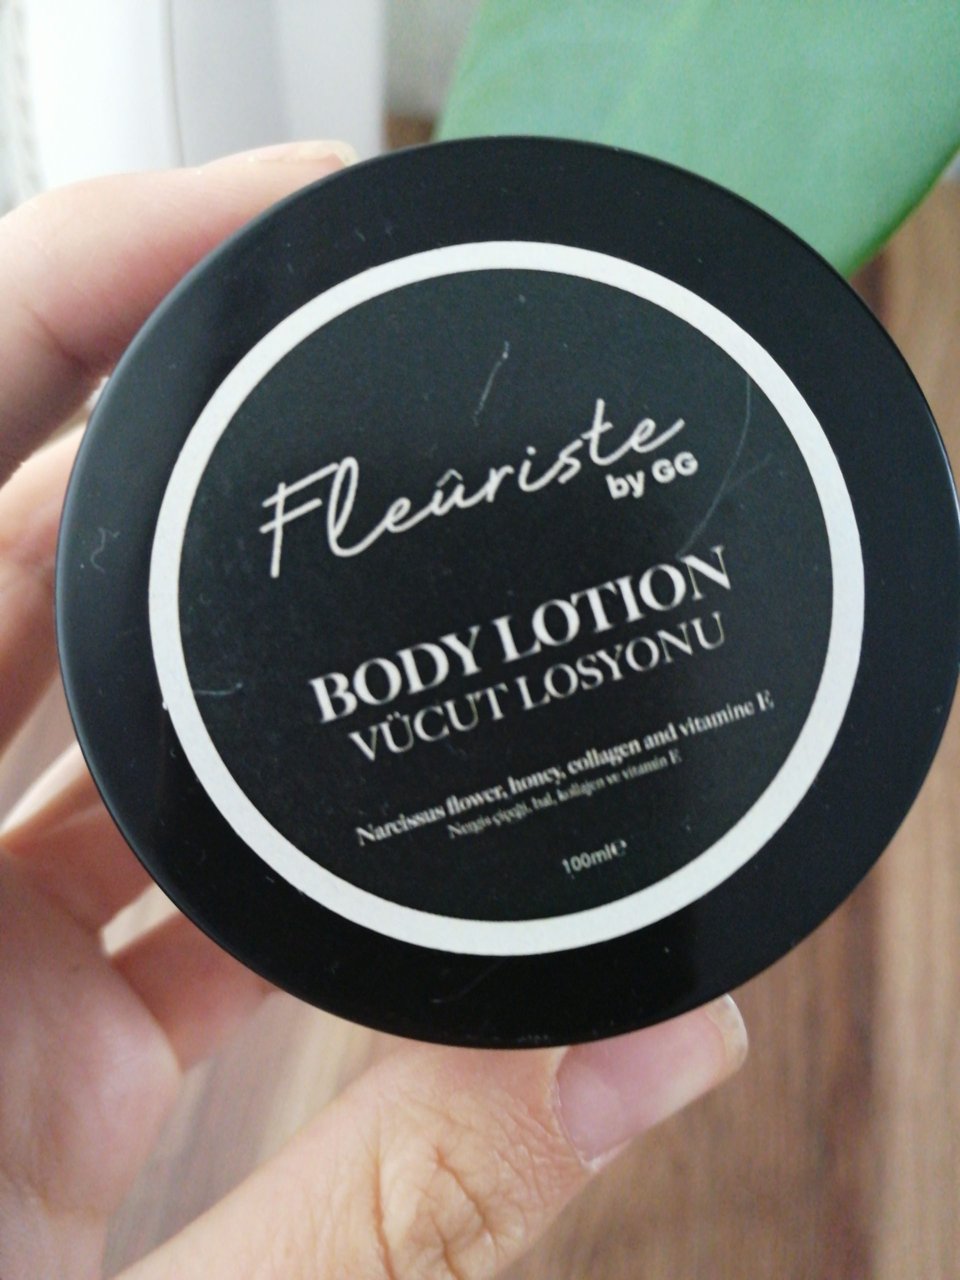 Fleûriste
by GG
BODY LOTION
VÜCUT LOSYONU
Narcissus flower, honey, collagen and vitamine E
Nergis çiçeği, bal, kollajen ve vitamin E
100ml℮